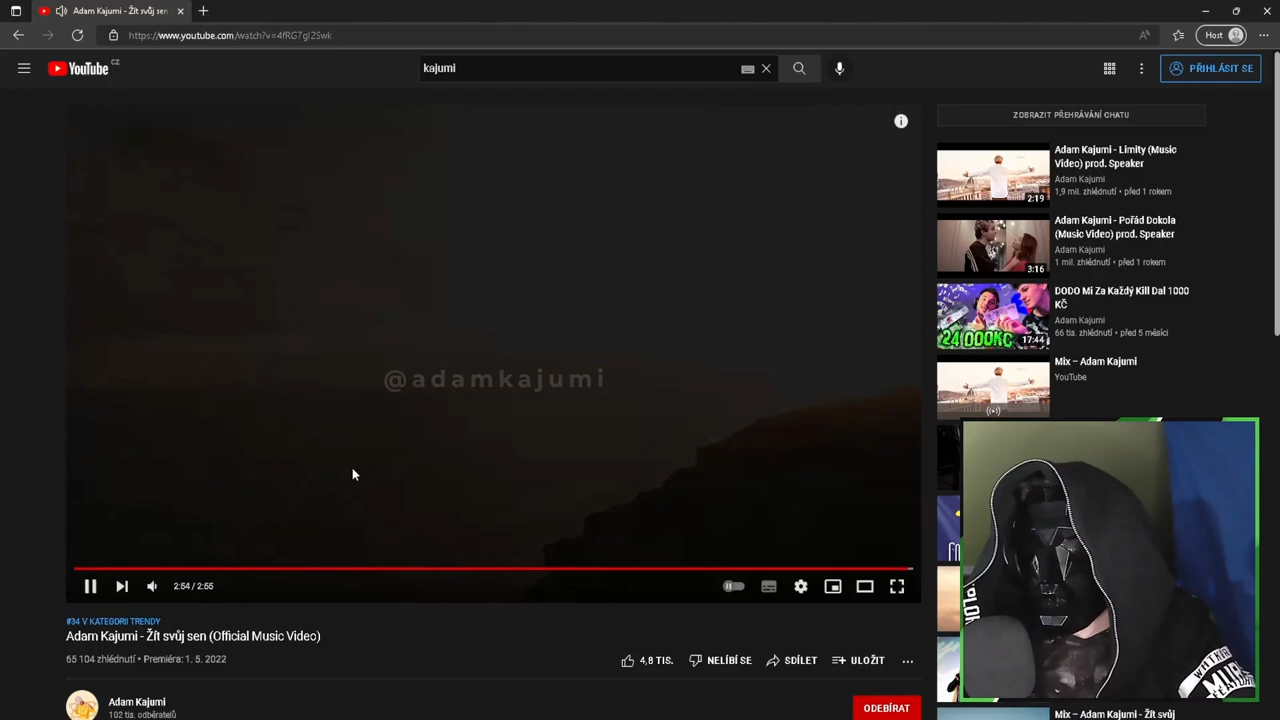 Adam Kajumi - Žít svůj sen
https://www.youtube.com/watch?v=4fRG7gI2Swk
Host
YouTube CZ
kajumi
PŘIHLÁSIT SE
@adamkajumi
2:54 / 2:55
#34 V KATEGORII TRENDY
Adam Kajumi - Žít svůj sen (Official Music Video)
65 104 zhlédnutí • Premiéra: 1. 5. 2022
4,8 TIS.
NELÍBÍ SE
SDÍLET
ULOŽIT
Adam Kajumi
102 tis. odběratelů
ODEBÍRAT
ZOBRAZIT PŘEHRÁVÁNÍ CHATU
2:19
Adam Kajumi - Limity (Music
Video) prod. Speaker
Adam Kajumi
1,9 mil. zhlédnutí • před 1 rokem
3:16
Adam Kajumi - Pořád Dokola
(Music Video) prod. Speaker
Adam Kajumi
1 mil. zhlédnutí • před 1 rokem
24 000KČ
17:44
DODO Mi Za Každý Kill Dal 1000
KČ
Adam Kajumi
66 tis. zhlédnutí • před 5 měsíci
Mix – Adam Kajumi
YouTube
Mix – Adam Kajumi - Žít svůj